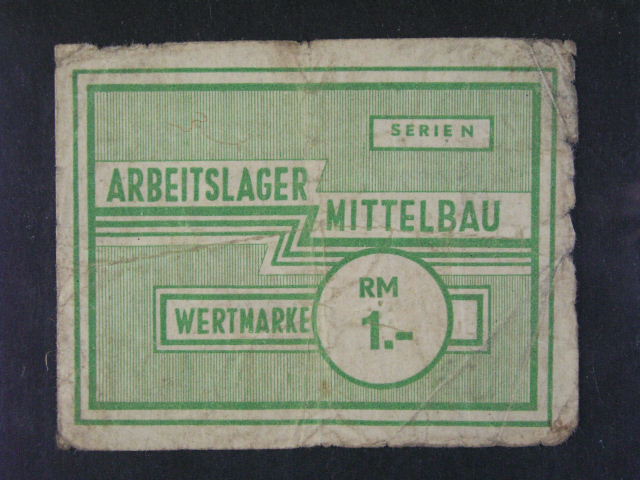 SERIE N
ARBEITSLAGER
MITTELBAU
WERTMARKE
RM
1.-